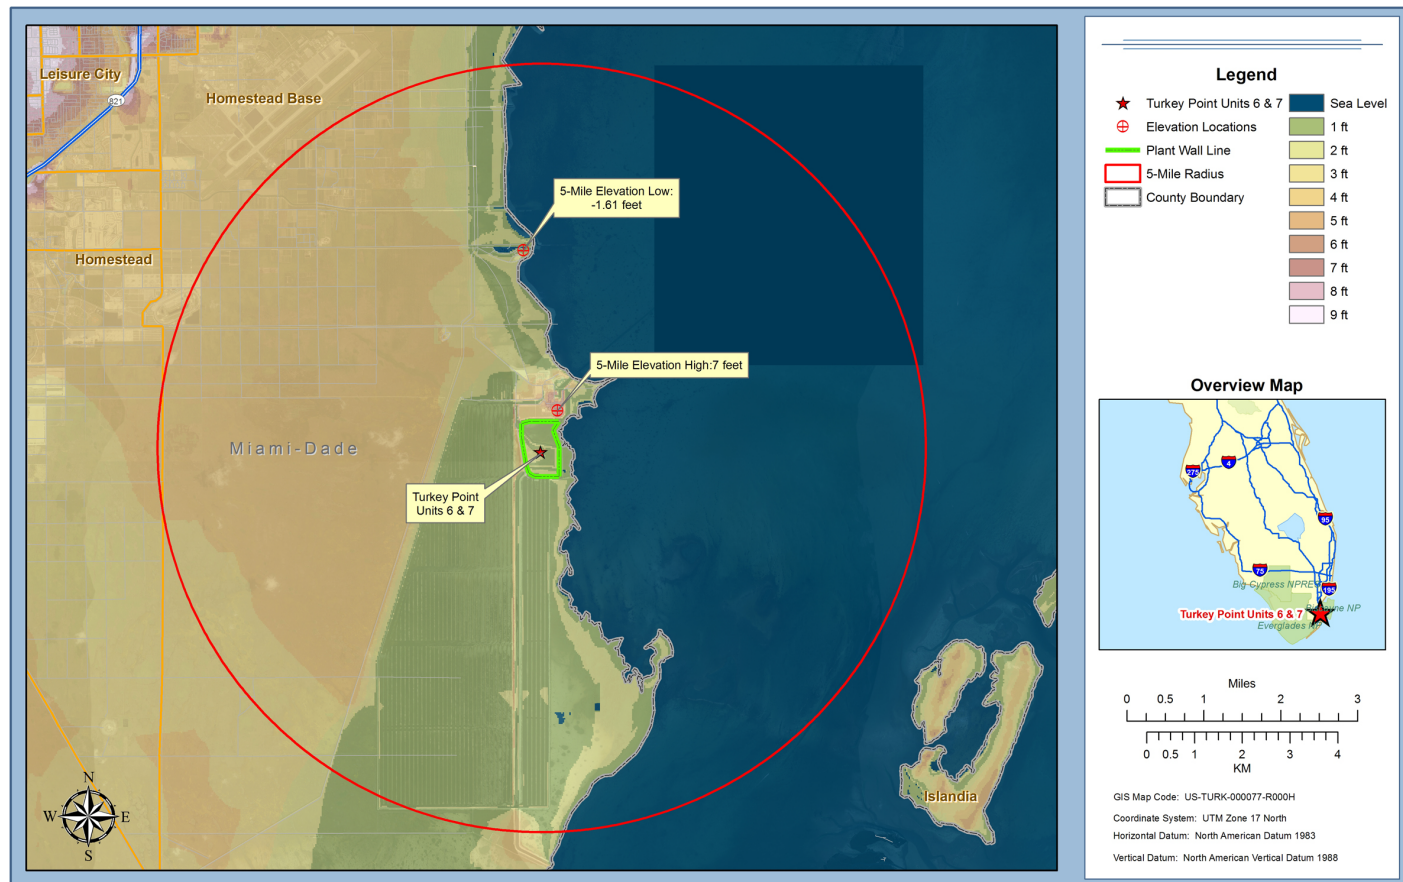 Leisure City
821
Homestead Base
5-Mile Elevation Low:
-1.61 feet
Homestead
5-Mile Elevation High:7 feet
Miami-Dade
Turkey Point
Units 6 & 7
Islandia
N
W
E
S
Legend
Turkey Point Units 6 & 7
Elevation Locations
Plant Wall Line
5-Mile Radius
County Boundary
Sea Level
1 ft
2 ft
3 ft
4 ft
5 ft
6 ft
7 ft
8 ft
9 ft
Overview Map
275
4
95
75
195
Big Cypress NPRE
Turkey Point Units 6 & 7
NP
Everglades
Miles
0 0.5 1 2 3
0 0.5 1 2 3 4
KM
GIS Map Code: US-TURK-000077-R000H
Coordinate System: UTM Zone 17 North
Horizontal Datum: North American Datum 1983
Vertical Datum: North American Vertical Datum 1988